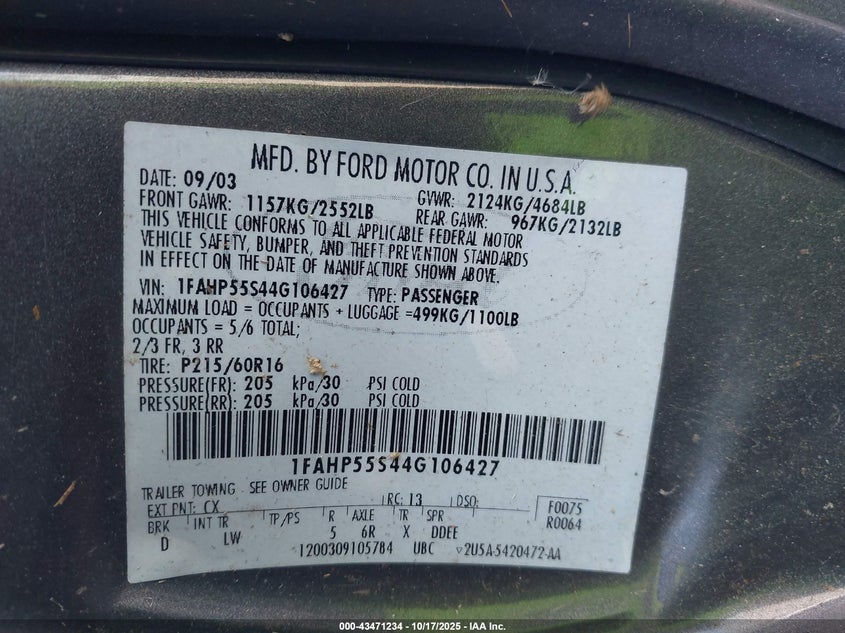 MFD. BY FORD MOTOR CO. IN U.S.A.
DATE: 09/03 GVWR: 2124KG/4684LB
FRONT GAWR: 1157KG/2552LB REAR GAWR: 967KG/2132LB
THIS VEHICLE CONFORMS TO ALL APPLICABLE FEDERAL MOTOR
VEHICLE SAFETY, BUMPER, AND THEFT PREVENTION STANDARDS
IN EFFECT ON THE DATE OF MANUFACTURE SHOWN ABOVE.
VIN: 1FAHP55S44G106427 TYPE: PASSENGER
MAXIMUM LOAD = OCCUPANTS + LUGGAGE =499KG/1100LB
OCCUPANTS = 5/6 TOTAL;
2/3 FR, 3 RR
TIRE: P215/60R16
PRESSURE(FR): 205 kPa/30 PSI COLD
PRESSURE(RR): 205 kPa/30 PSI COLD
1FAHP55S44G106427
TRAILER TOWING - SEE OWNER GUIDE
EXT PNT: CX RC: 13 DSO: F0075
BRK INT TR TP/PS R AXLE TR SPR R0064
D LW 5 6R X DDEE
1200309105784 UBC 2U5A-5420472-AA
000-43471234 - 10/17/2025 - IAA Inc.